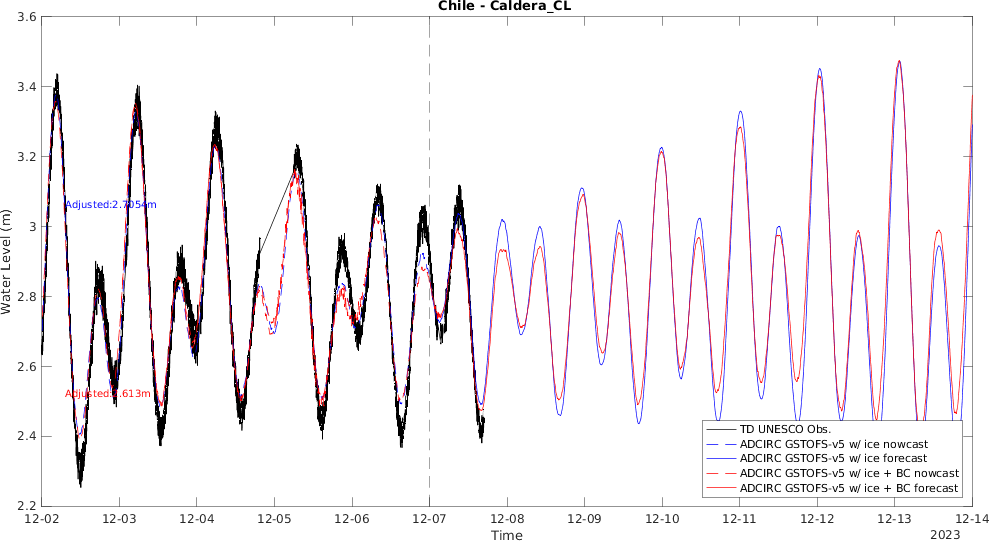 Chile - Caldera_CL
3.6
3.4
3.2
3
2.8
2.6
2.4
2.2
Water Level (m)
Adjusted:2.7054m
Adjusted:2.613m
TD UNESCO Obs.
ADCIRC GSTOFS-v5 w/ ice nowcast
ADCIRC GSTOFS-v5 w/ ice forecast
ADCIRC GSTOFS-v5 w/ ice + BC nowcast
ADCIRC GSTOFS-v5 w/ ice + BC forecast
12-02 12-03 12-04 12-05 12-06 12-07 12-08 12-09 12-10 12-11 12-12 12-13 12-14
Time
2023